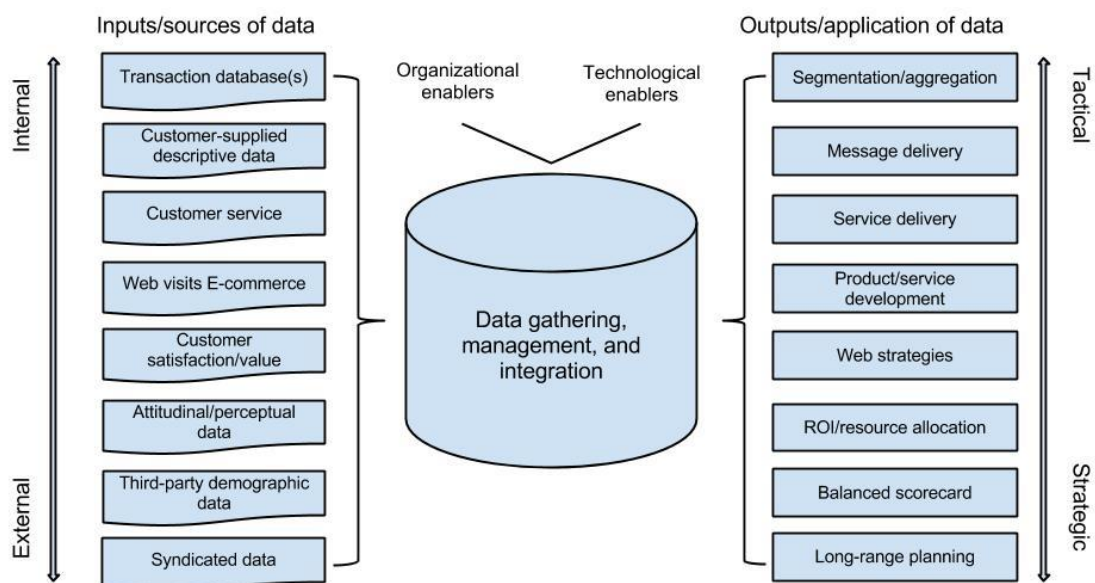 Inputs/sources of data
Outputs/application of data
Internal
External
Transaction database(s)
Customer-supplied
descriptive data
Customer service
Web visits E-commerce
Customer
satisfaction/value
Attitudinal/perceptual
data
Third-party demographic
data
Syndicated data
Organizational
enablers
Technological
enablers
Data gathering,
management, and
integration
Segmentation/aggregation
Message delivery
Service delivery
Product/service
development
Web strategies
ROI/resource allocation
Balanced scorecard
Long-range planning
Tactical
Strategic